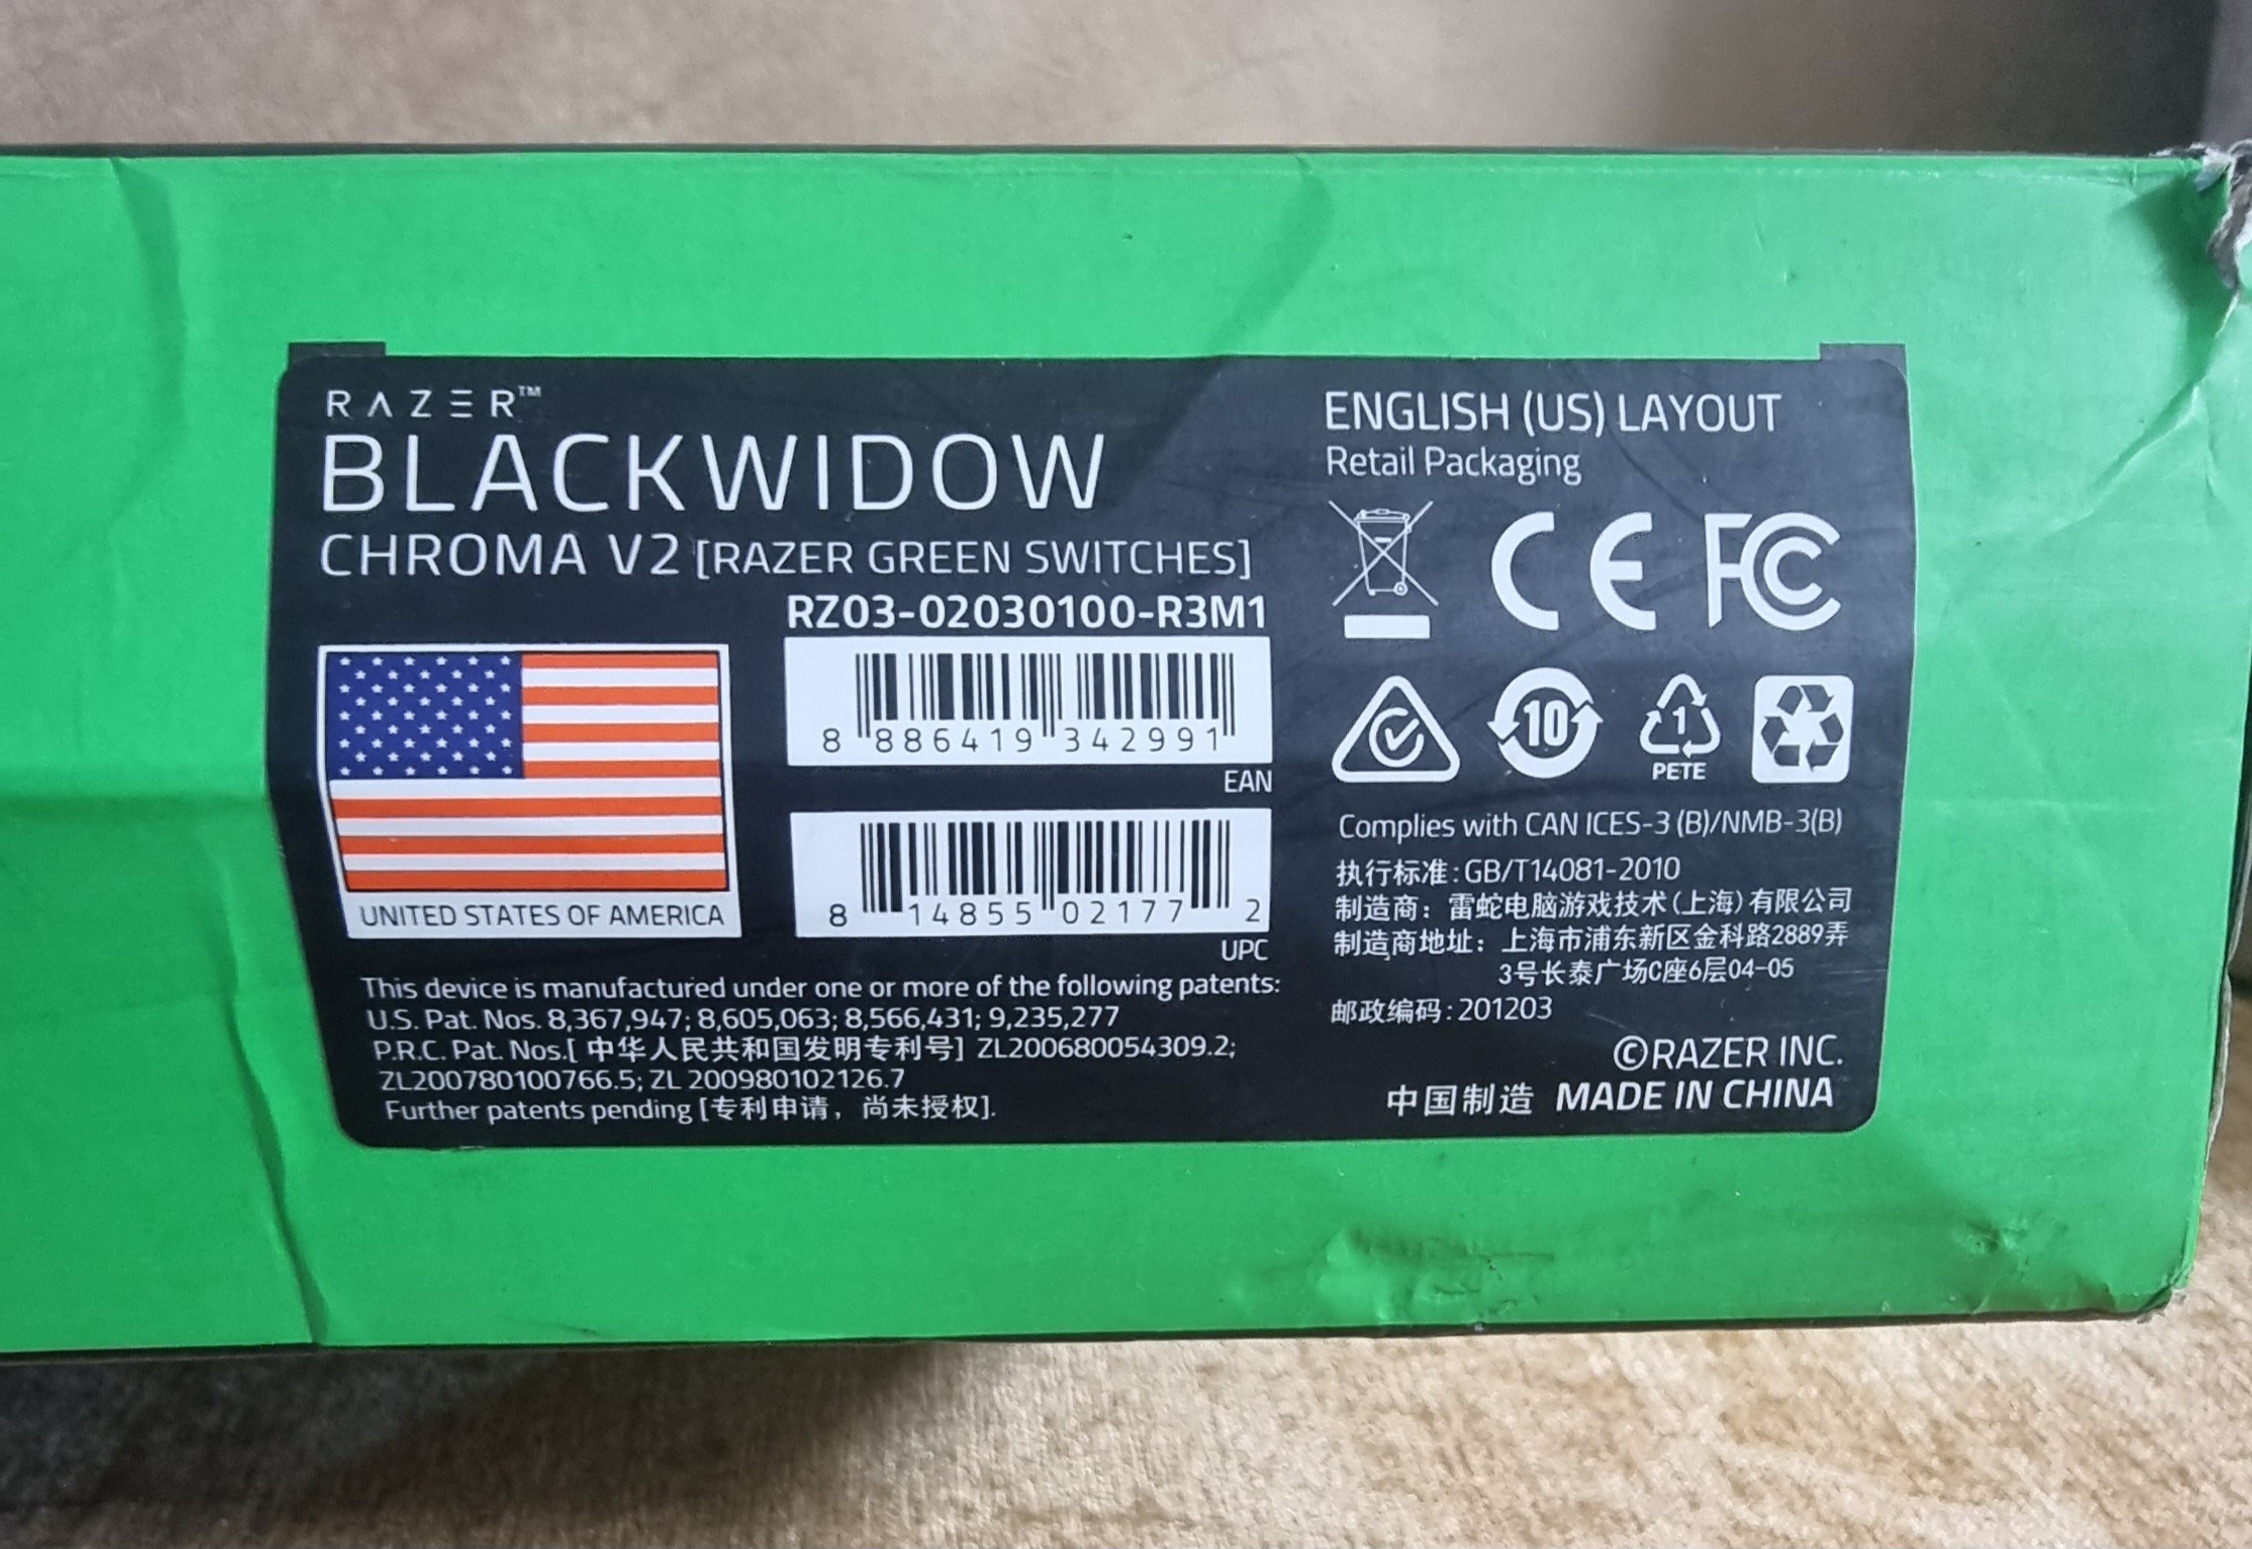 RAZER™
BLACKWIDOW
CHROMA V2 [RAZER GREEN SWITCHES]
RZ03-02030100-R3M1
8 886419 342991
EAN
8 14855 02177 2
UPC
UNITED STATES OF AMERICA
This device is manufactured under one or more of the following patents:
U.S. Pat. Nos. 8,367,947; 8,605,063; 8,566,431; 9,235,277
P.R.C. Pat. Nos.[ 中华人民共和国发明专利号] ZL200680054309.2;
ZL200780100766.5; ZL 200980102126.7
Further patents pending [专利申请，尚未授权].
ENGLISH (US) LAYOUT
Retail Packaging
CE FC
10
1
PETE
Complies with CAN ICES-3 (B)/NMB-3(B)
执行标准: GB/T14081-2010
制造商：雷蛇电脑游戏技术(上海)有限公司
制造商地址：上海市浦东新区金科路2889弄
3号长泰广场C座6层04-05
邮政编码: 201203
©RAZER INC.
中国制造 MADE IN CHINA